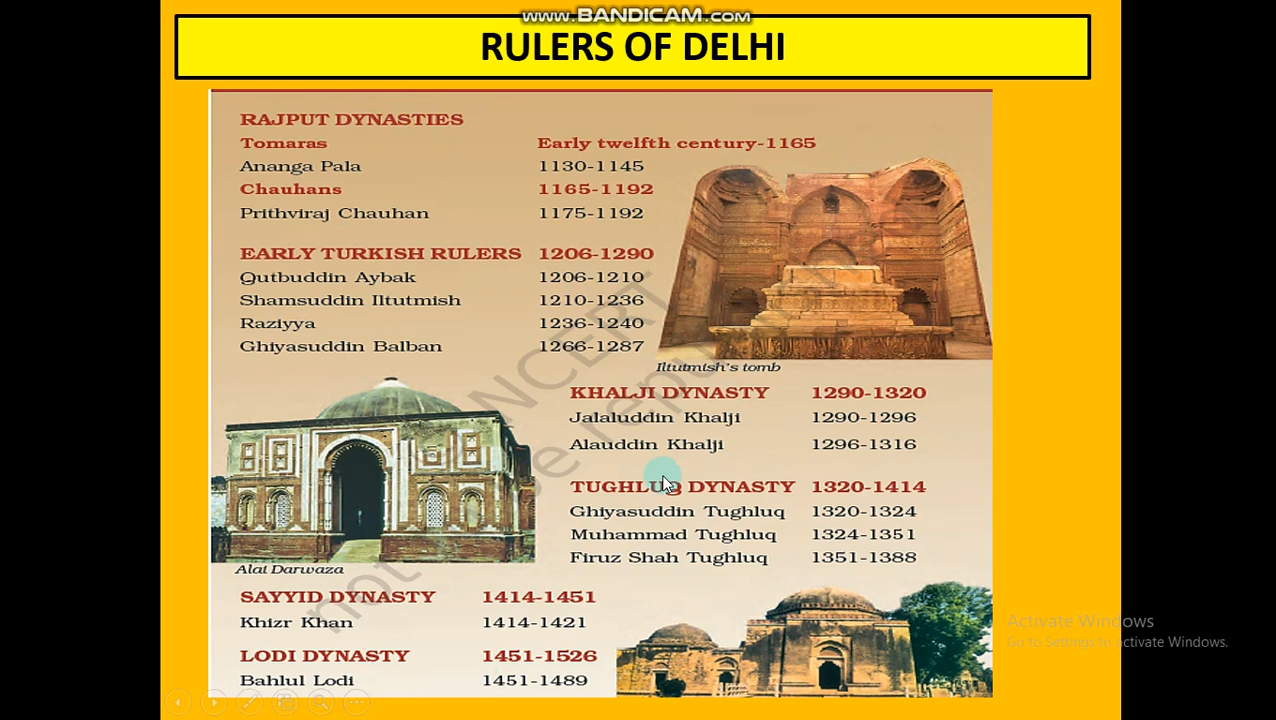 www.BANDICAM.com
RULERS OF DELHI
RAJPUT DYNASTIES
Tomaras Early twelfth century-1165
Ananga Pala 1130-1145
Chauhans 1165-1192
Prithviraj Chauhan 1175-1192
EARLY TURKISH RULERS 1206-1290
Qutbuddin Aybak 1206-1210
Shamsuddin Iltutmish 1210-1236
Raziyya 1236-1240
Ghiyasuddin Balban 1266-1287
Iltutmish's tomb
KHALJI DYNASTY 1290-1320
Jalaluddin Khalji 1290-1296
Alauddin Khalji 1296-1316
TUGHLUQ DYNASTY 1320-1414
Ghiyasuddin Tughluq 1320-1324
Muhammad Tughluq 1324-1351
Firuz Shah Tughluq 1351-1388
Alai Darwaza
SAYYID DYNASTY 1414-1451
Khizr Khan 1414-1421
LODI DYNASTY 1451-1526
Bahlul Lodi 1451-1489
NCERT
not be repu
Activate Windows
Go to Settings to activate Windows.